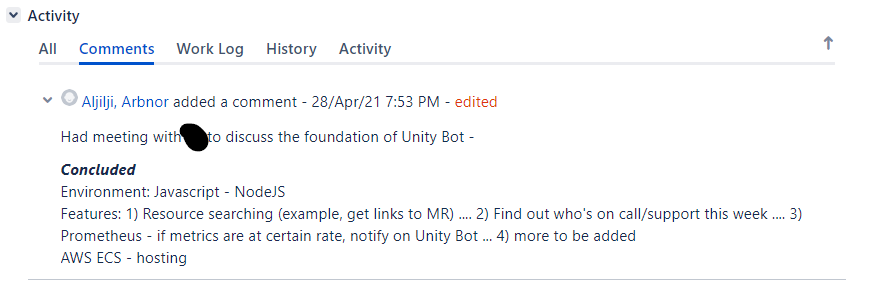 Activity
All Comments Work Log History Activity
Aljilji, Arbnor added a comment - 28/Apr/21 7:53 PM - edited
Had meeting with to discuss the foundation of Unity Bot -
Concluded
Environment: Javascript - NodeJS
Features: 1) Resource searching (example, get links to MR) .... 2) Find out who's on call/support this week .... 3)
Prometheus - if metrics are at certain rate, notify on Unity Bot ... 4) more to be added
AWS ECS - hosting